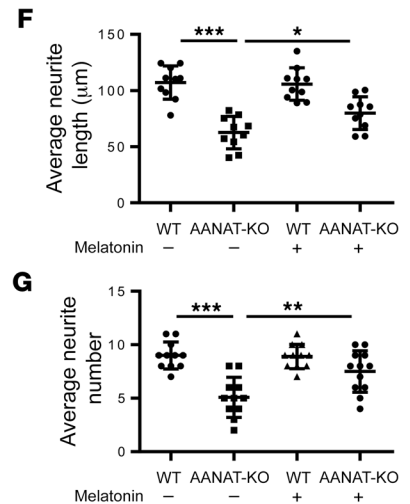 F
*** *
150
100
50
0
Average neurite
length (μm)
WT AANAT-KO WT AANAT-KO
Melatonin – – + +
G
*** **
15
10
5
0
Average neurite
number
WT AANAT-KO WT AANAT-KO
Melatonin – – + +